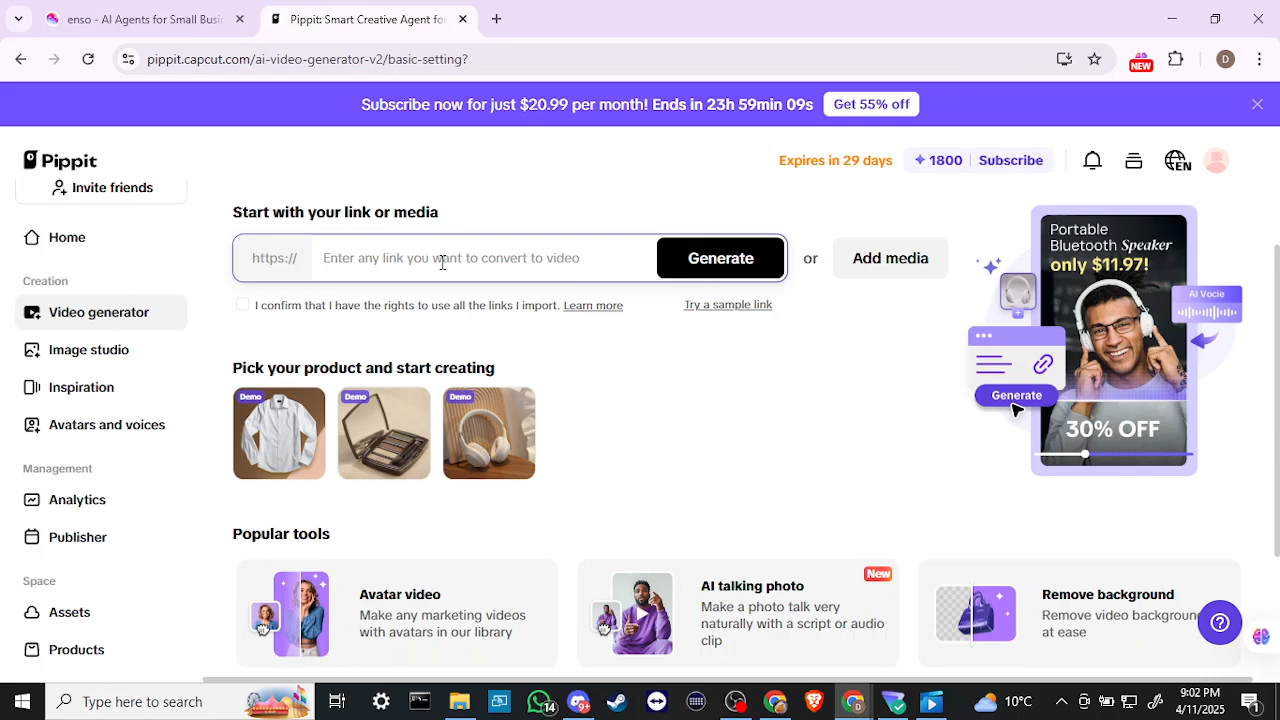 enso - AI Agents for Small Busi
Pippit: Smart Creative Agent for
pippit.capcut.com/ai-video-generator-v2/basic-setting?
NEW
D
Subscribe now for just $20.99 per month! Ends in 23h 59min 09s
Get 55% off
Pippit
Expires in 29 days
1800
Subscribe
EN
Invite friends
Home
Creation
Video generator
Image studio
Inspiration
Avatars and voices
Management
Analytics
Publisher
Space
Assets
Products
Start with your link or media
https://
Enter any link you want to convert to video
Generate
or
Add media
I confirm that I have the rights to use all the links I import. Learn more
Try a sample link
Pick your product and start creating
Demo
Demo
Demo
Portable
Bluetooth Speaker
only $11.97!
AI Vocie
Generate
30% OFF
Popular tools
Avatar video
Make any marketing videos
with avatars in our library
New
AI talking photo
Make a photo talk very
naturally with a script or audio
clip
Remove background
Remove video background
at ease
Type here to search
14
9+
D
10°C
9:02 PM
4/11/2025
1